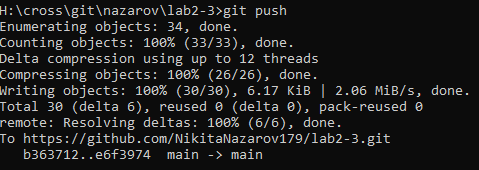 H:\cross\git\nazarov\lab2-3>git push
Enumerating objects: 34, done.
Counting objects: 100% (33/33), done.
Delta compression using up to 12 threads
Compressing objects: 100% (26/26), done.
Writing objects: 100% (30/30), 6.17 KiB | 2.06 MiB/s, done.
Total 30 (delta 6), reused 0 (delta 0), pack-reused 0
remote: Resolving deltas: 100% (6/6), done.
To https://github.com/NikitaNazarov179/lab2-3.git
   b363712..e6f3974  main -> main